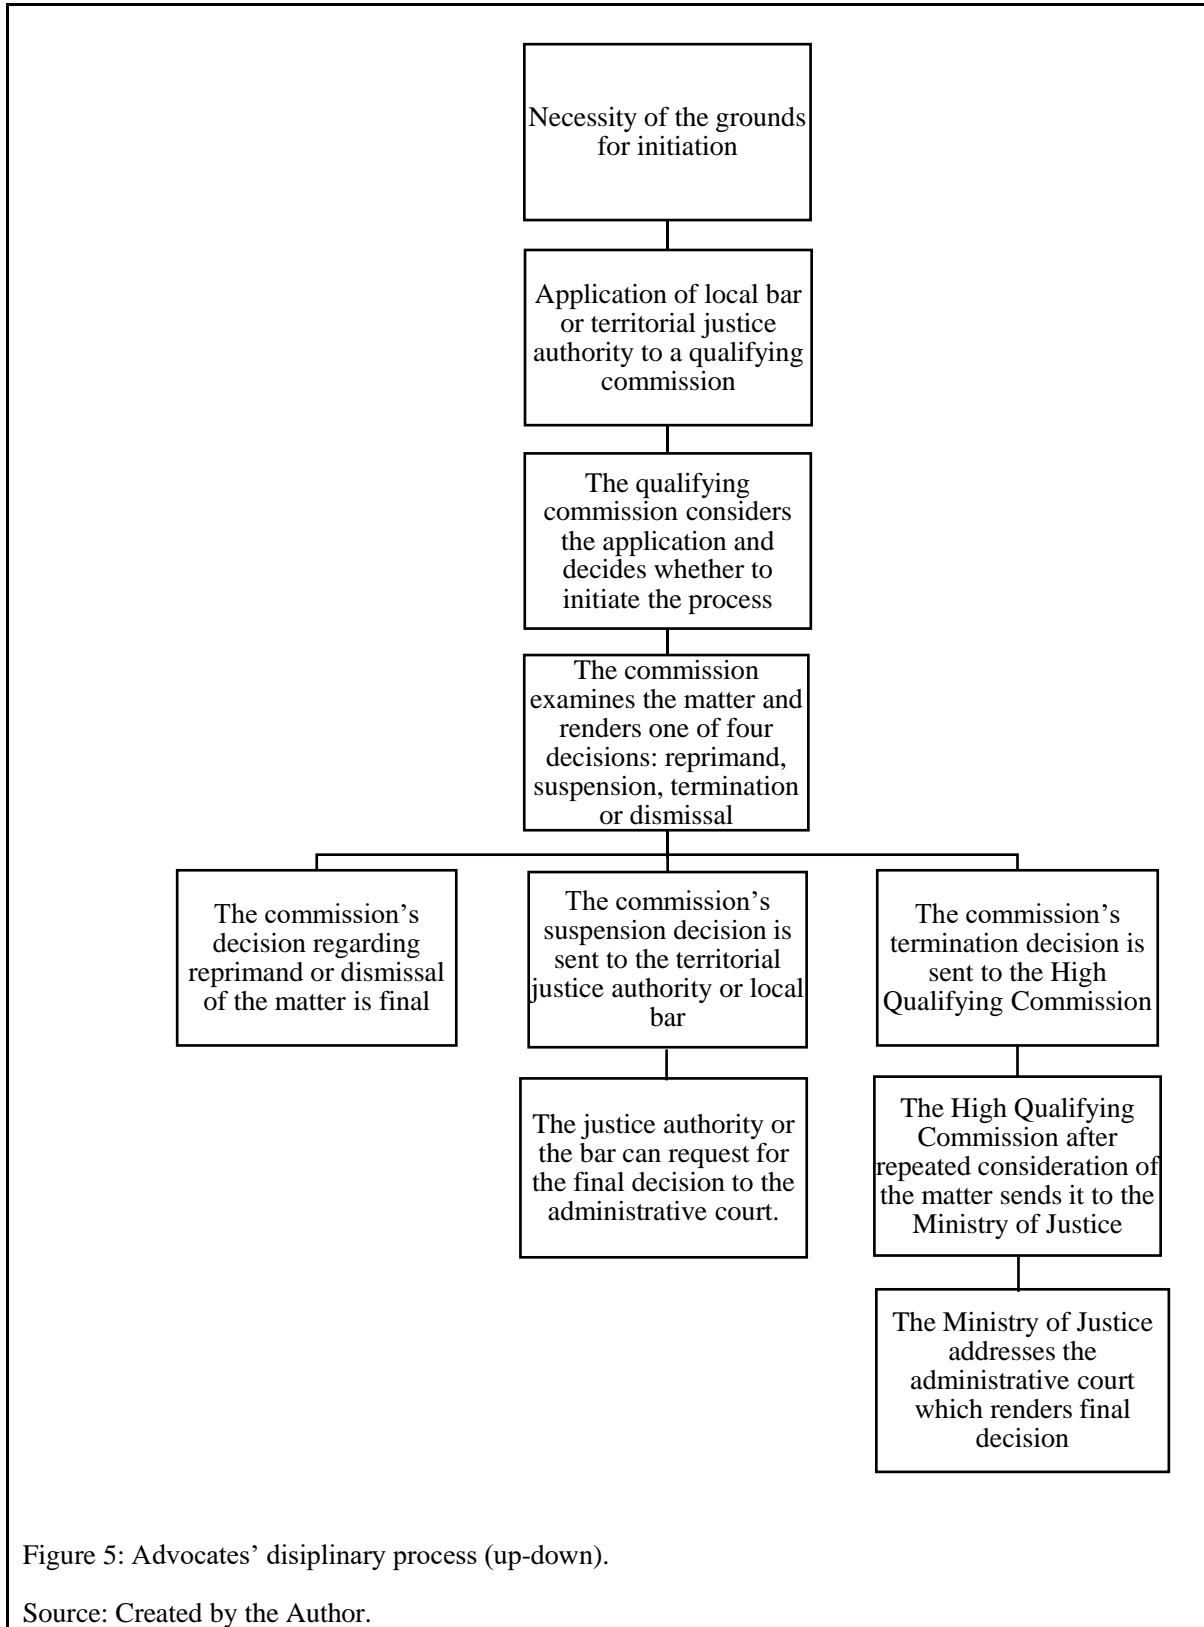 Necessity of the grounds
for initiation
Application of local bar
or territorial justice
authority to a qualifying
commission
The qualifying
commission considers
the application and
decides whether to
initiate the process
The commission
examines the matter and
renders one of four
decisions: reprimand,
suspension, termination
or dismissal
The commission’s
decision regarding
reprimand or dismissal
of the matter is final
The commission’s
suspension decision is
sent to the territorial
justice authority or local
bar
The commission’s
termination decision is
sent to the High
Qualifying Commission
The justice authority or
the bar can request for
the final decision to the
administrative court.
The High Qualifying
Commission after
repeated consideration of
the matter sends it to the
Ministry of Justice
The Ministry of Justice
addresses the
administrative court
which renders final
decision
Figure 5: Advocates’ disiplinary process (up-down).
Source: Created by the Author.